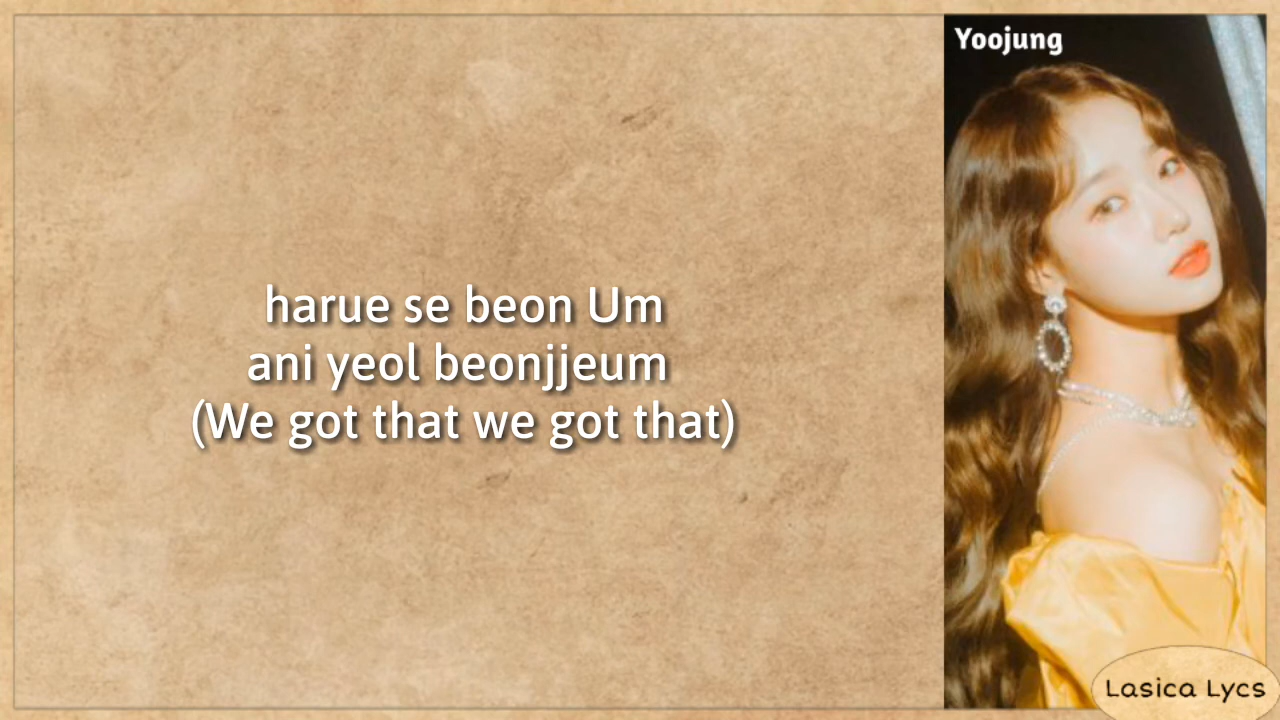 Yoojung
harue se beon Um
ani yeol beonjjeum
(We got that we got that)
Lasica Lycs